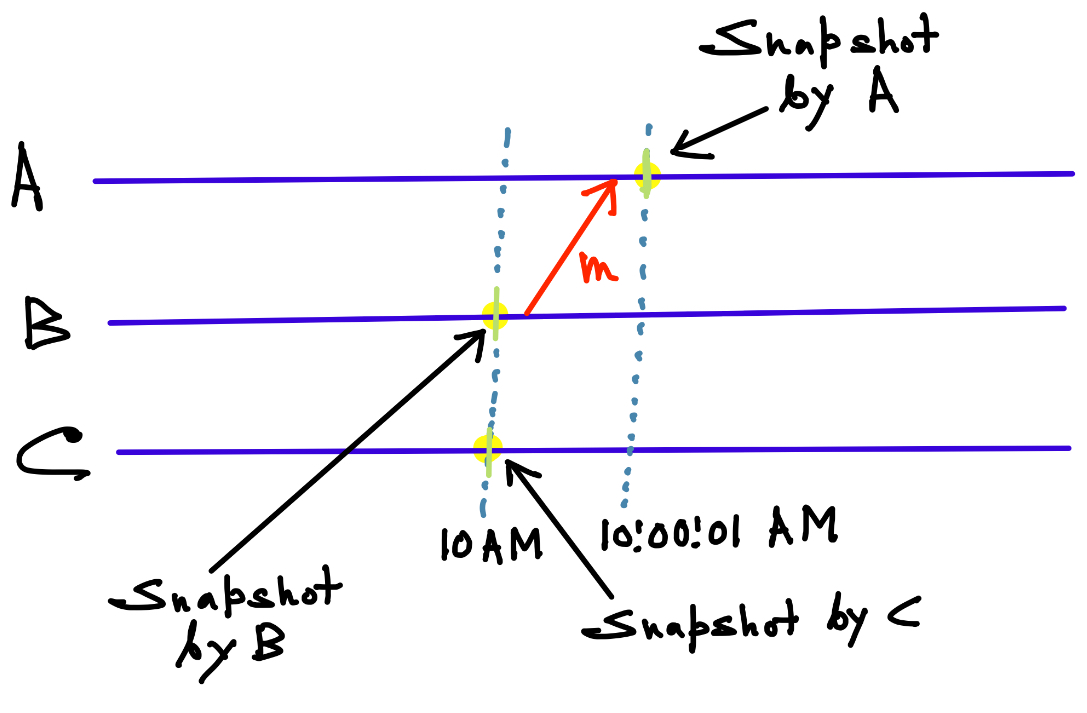 Snapshot
by A
A
m
B
C
10AM
10:00:01 AM
Snapshot
by B
Snapshot by C